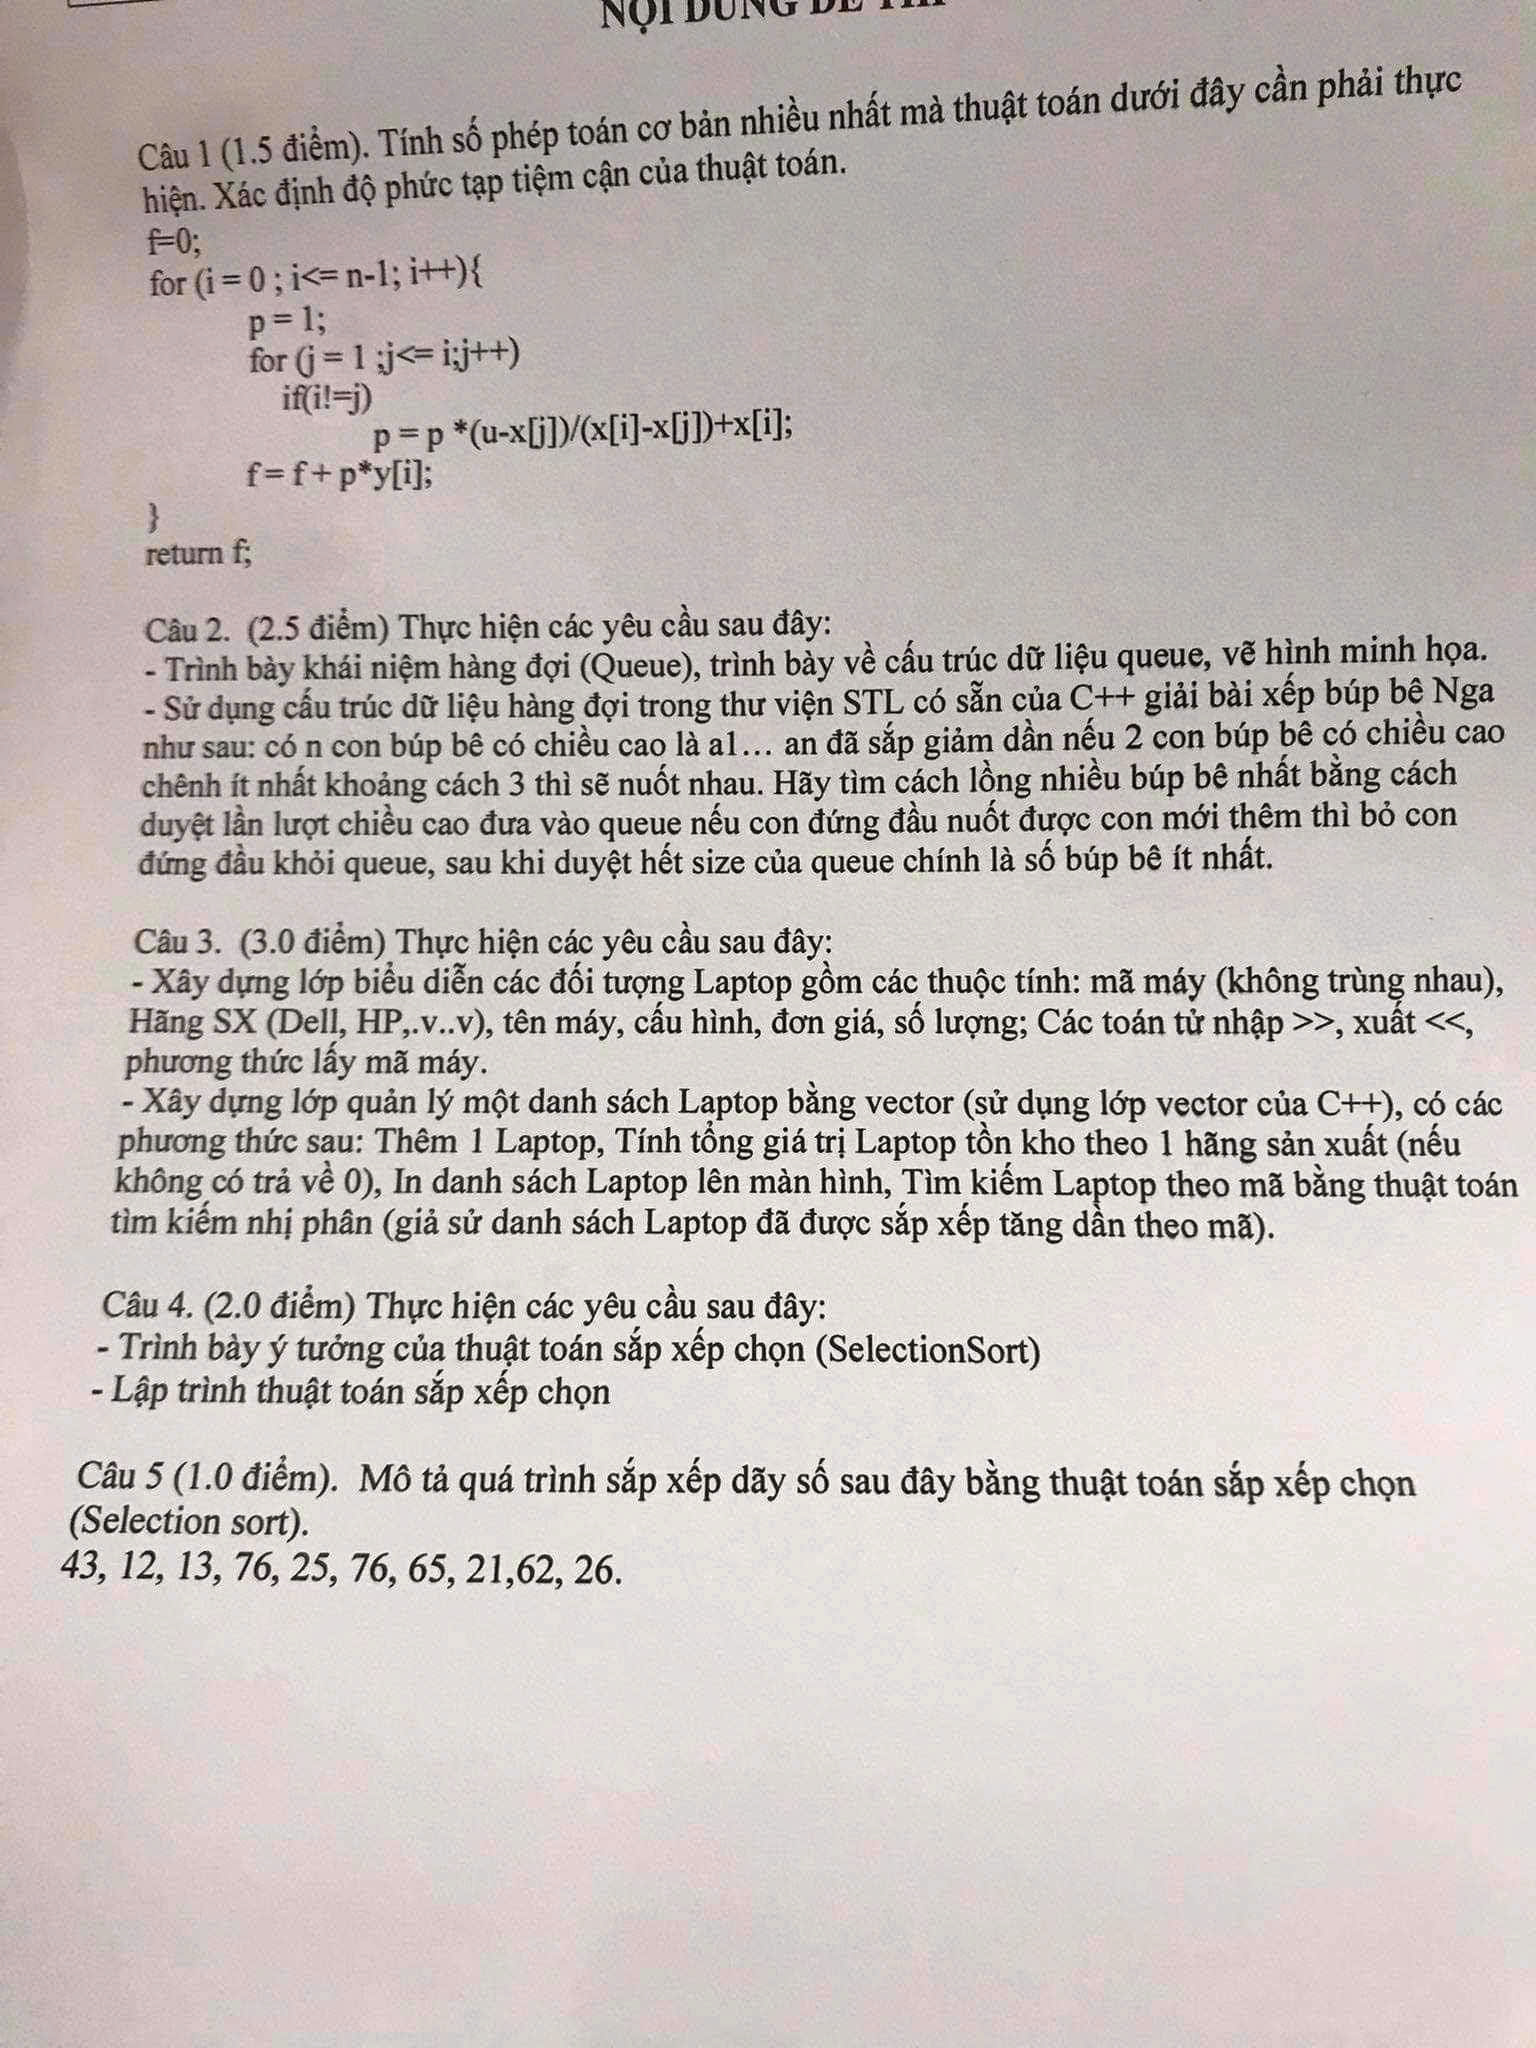 NỘI DUNG ĐỀ THI
Câu 1 (1.5 điểm). Tính số phép toán cơ bản nhiều nhất mà thuật toán dưới đây cần phải thực
hiện. Xác định độ phức tạp tiệm cận của thuật toán.
f=0;
for (i = 0 ; i<= n-1; i++){
p = 1;
for (j = 1 ;j<= i;j++)
if(i!=j)
p = p *(u-x[j])/(x[i]-x[j])+x[i];
f = f + p*y[i];
}
return f;
Câu 2. (2.5 điểm) Thực hiện các yêu cầu sau đây:
- Trình bày khái niệm hàng đợi (Queue), trình bày về cấu trúc dữ liệu queue, vẽ hình minh họa.
- Sử dụng cấu trúc dữ liệu hàng đợi trong thư viện STL có sẵn của C++ giải bài xếp búp bê Nga
như sau: có n con búp bê có chiều cao là a1... an đã sắp giảm dần nếu 2 con búp bê có chiều cao
chênh ít nhất khoảng cách 3 thì sẽ nuốt nhau. Hãy tìm cách lồng nhiều búp bê nhất bằng cách
duyệt lần lượt chiều cao đưa vào queue nếu con đứng đầu nuốt được con mới thêm thì bỏ con
đứng đầu khỏi queue, sau khi duyệt hết size của queue chính là số búp bê ít nhất.
Câu 3. (3.0 điểm) Thực hiện các yêu cầu sau đây:
- Xây dựng lớp biểu diễn các đối tượng Laptop gồm các thuộc tính: mã máy (không trùng nhau),
Hãng SX (Dell, HP,.v..v), tên máy, cấu hình, đơn giá, số lượng; Các toán tử nhập >>, xuất <<,
phương thức lấy mã máy.
- Xây dựng lớp quản lý một danh sách Laptop bằng vector (sử dụng lớp vector của C++), có các
phương thức sau: Thêm 1 Laptop, Tính tổng giá trị Laptop tồn kho theo 1 hãng sản xuất (nếu
không có trả về 0), In danh sách Laptop lên màn hình, Tìm kiếm Laptop theo mã bằng thuật toán
tìm kiếm nhị phân (giả sử danh sách Laptop đã được sắp xếp tăng dần theo mã).
Câu 4. (2.0 điểm) Thực hiện các yêu cầu sau đây:
- Trình bày ý tưởng của thuật toán sắp xếp chọn (SelectionSort)
- Lập trình thuật toán sắp xếp chọn
Câu 5 (1.0 điểm). Mô tả quá trình sắp xếp dãy số sau đây bằng thuật toán sắp xếp chọn
(Selection sort).
43, 12, 13, 76, 25, 76, 65, 21,62, 26.